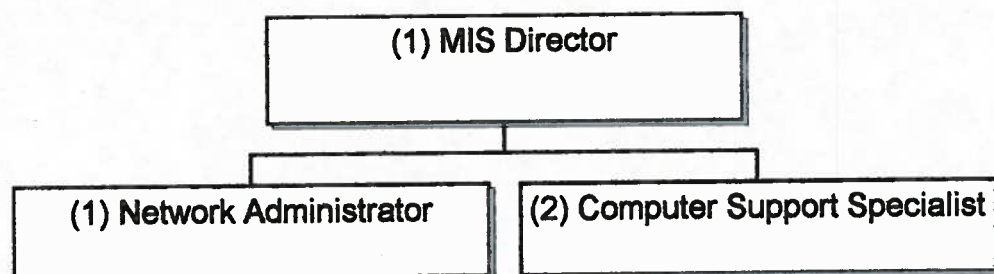 (1) MIS Director
(1) Network Administrator
(2) Computer Support Specialist